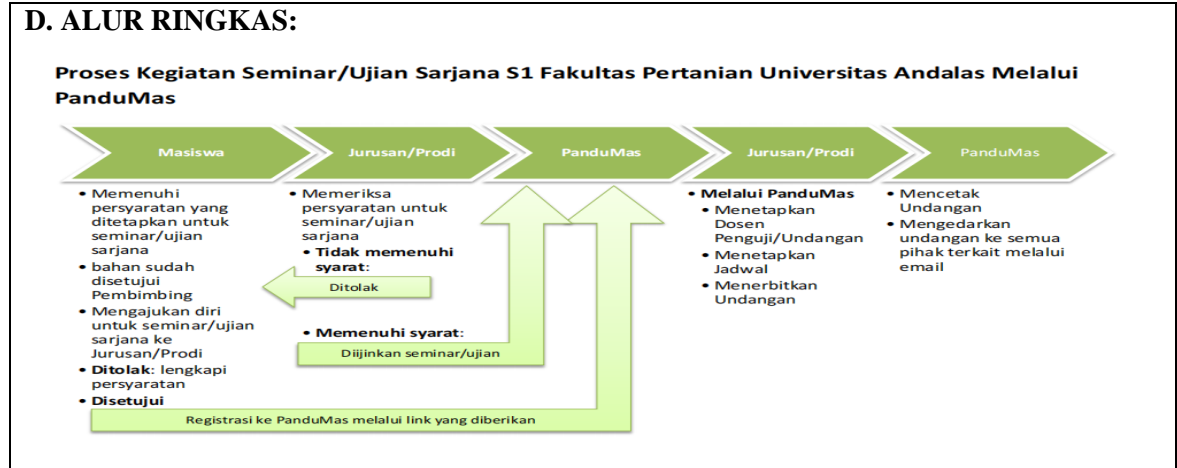 D. ALUR RINGKAS:
Proses Kegiatan Seminar/Ujian Sarjana S1 Fakultas Pertanian Universitas Andalas Melalui
PanduMas
Masiswa
Jurusan/Prodi
PanduMas
Jurusan/Prodi
PanduMas
• Memenuhi
persyaratan yang
ditetapkan untuk
seminar/ujian
sarjana
• bahan sudah
disetujui
Pembimbing
• Mengajukan diri
untuk seminar/ujian
sarjana ke
Jurusan/Prodi
• Ditolak: lengkapi
persyaratan
• Disetujui
• Memeriksa
persyaratan untuk
seminar/ujian
sarjana
• Tidak memenuhi
syarat:
Ditolak
• Memenuhi syarat:
Diijinkan seminar/ujian
Registrasi ke PanduMas melalui link yang diberikan
• Melalui PanduMas
• Menetapkan
Dosen
Penguji/Undangan
• Menetapkan
Jadwal
• Menerbitkan
Undangan
• Mencetak
Undangan
• Mengedarkan
undangan ke semua
pihak terkait melalui
email